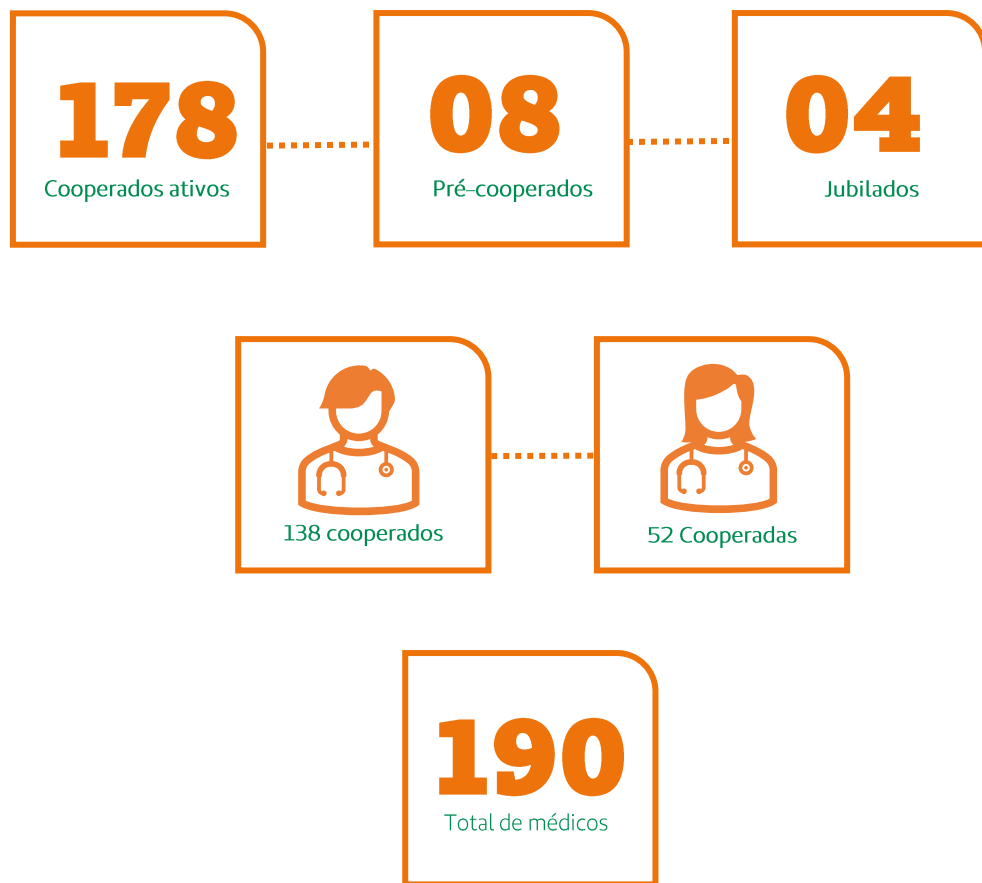 178
Cooperados ativos
08
Pré-cooperados
04
Jubilados
138 cooperados
52 Cooperadas
190
Total de médicos